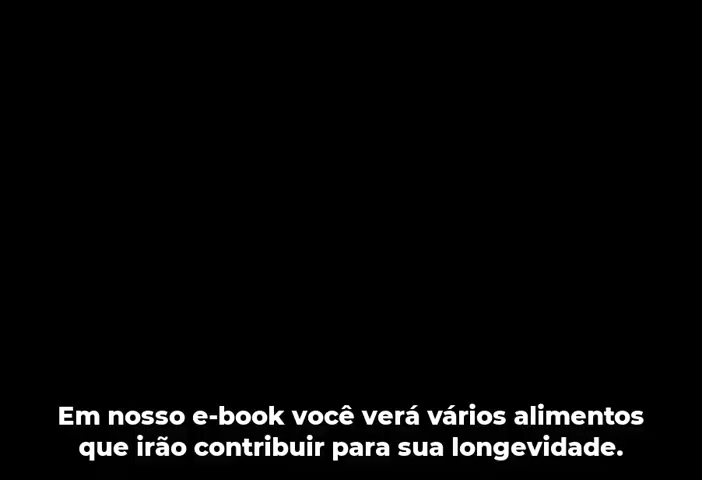 Em nosso e-book você verá vários alimentos
que irão contribuir para sua longevidade.